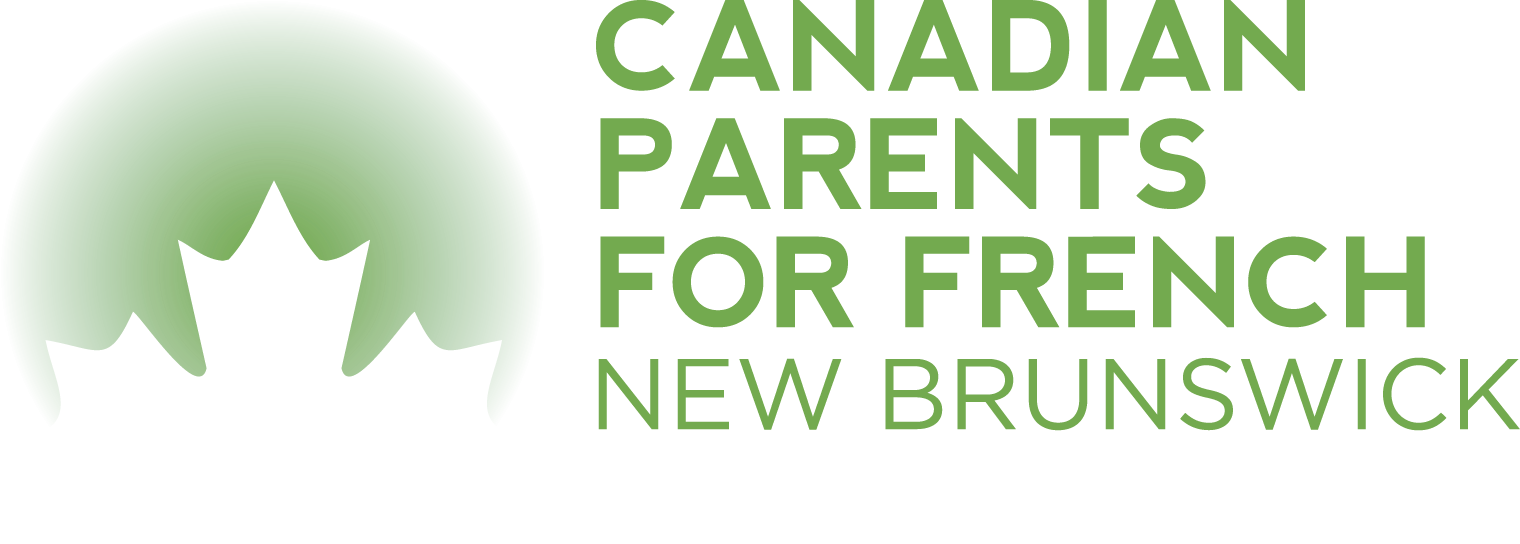 CANADIAN
PARENTS
FOR FRENCH
NEW BRUNSWICK